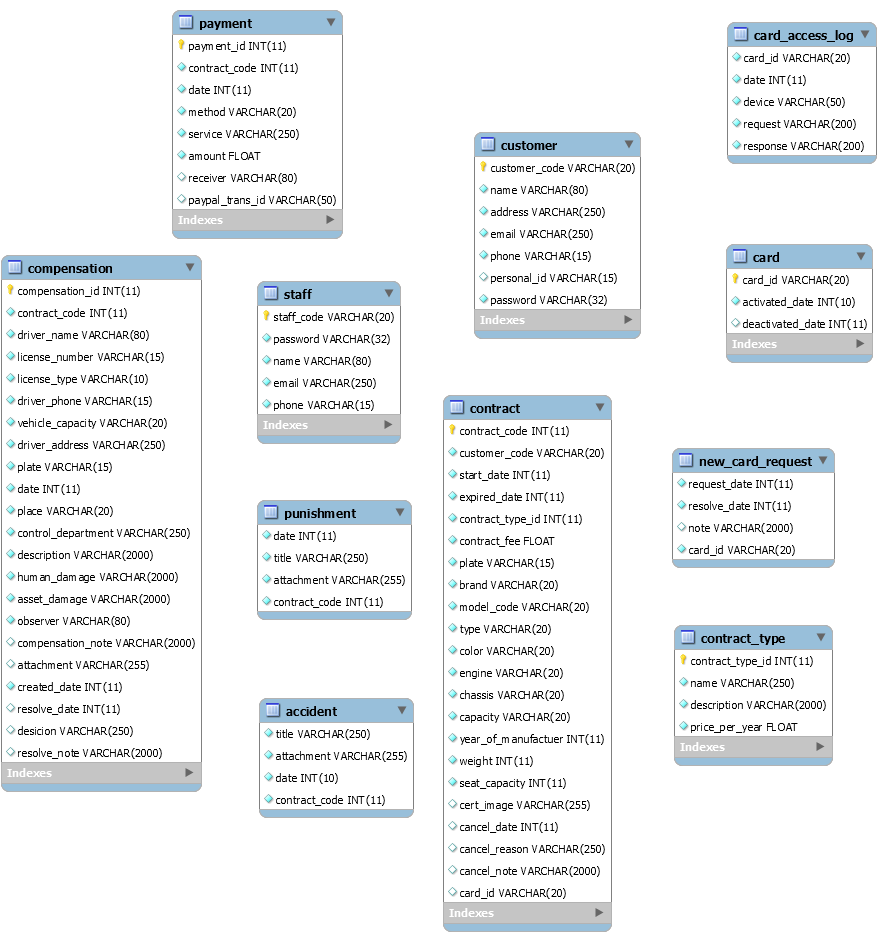 payment
payment_id INT(11)
contract_code INT(11)
date INT(11)
method VARCHAR(20)
service VARCHAR(250)
amount FLOAT
receiver VARCHAR(80)
paypal_trans_id VARCHAR(50)
Indexes
card_access_log
card_id VARCHAR(20)
date INT(11)
device VARCHAR(50)
request VARCHAR(200)
response VARCHAR(200)
customer
customer_code VARCHAR(20)
name VARCHAR(80)
address VARCHAR(250)
email VARCHAR(250)
phone VARCHAR(15)
personal_id VARCHAR(15)
password VARCHAR(32)
Indexes
compensation
compensation_id INT(11)
contract_code INT(11)
driver_name VARCHAR(80)
license_number VARCHAR(15)
license_type VARCHAR(10)
driver_phone VARCHAR(15)
vehicle_capacity VARCHAR(20)
driver_address VARCHAR(250)
plate VARCHAR(15)
date INT(11)
place VARCHAR(20)
control_department VARCHAR(250)
description VARCHAR(2000)
human_damage VARCHAR(2000)
asset_damage VARCHAR(2000)
observer VARCHAR(80)
compensation_note VARCHAR(2000)
attachment VARCHAR(255)
created_date INT(11)
resolve_date INT(11)
desicion VARCHAR(250)
resolve_note VARCHAR(2000)
Indexes
staff
staff_code VARCHAR(20)
password VARCHAR(32)
name VARCHAR(80)
email VARCHAR(250)
phone VARCHAR(15)
Indexes
card
card_id VARCHAR(20)
activated_date INT(10)
deactivated_date INT(11)
Indexes
contract
contract_code INT(11)
customer_code VARCHAR(20)
start_date INT(11)
expired_date INT(11)
contract_type_id INT(11)
contract_fee FLOAT
plate VARCHAR(15)
brand VARCHAR(20)
model_code VARCHAR(20)
type VARCHAR(20)
color VARCHAR(20)
engine VARCHAR(20)
chassis VARCHAR(20)
capacity VARCHAR(20)
year_of_manufactuer INT(11)
weight INT(11)
seat_capacity INT(11)
cert_image VARCHAR(255)
cancel_date INT(11)
cancel_reason VARCHAR(250)
cancel_note VARCHAR(2000)
card_id VARCHAR(20)
Indexes
new_card_request
request_date INT(11)
resolve_date INT(11)
note VARCHAR(2000)
card_id VARCHAR(20)
punishment
date INT(11)
title VARCHAR(250)
attachment VARCHAR(255)
contract_code INT(11)
contract_type
contract_type_id INT(11)
name VARCHAR(250)
description VARCHAR(2000)
price_per_year FLOAT
Indexes
accident
title VARCHAR(250)
attachment VARCHAR(255)
date INT(10)
contract_code INT(11)